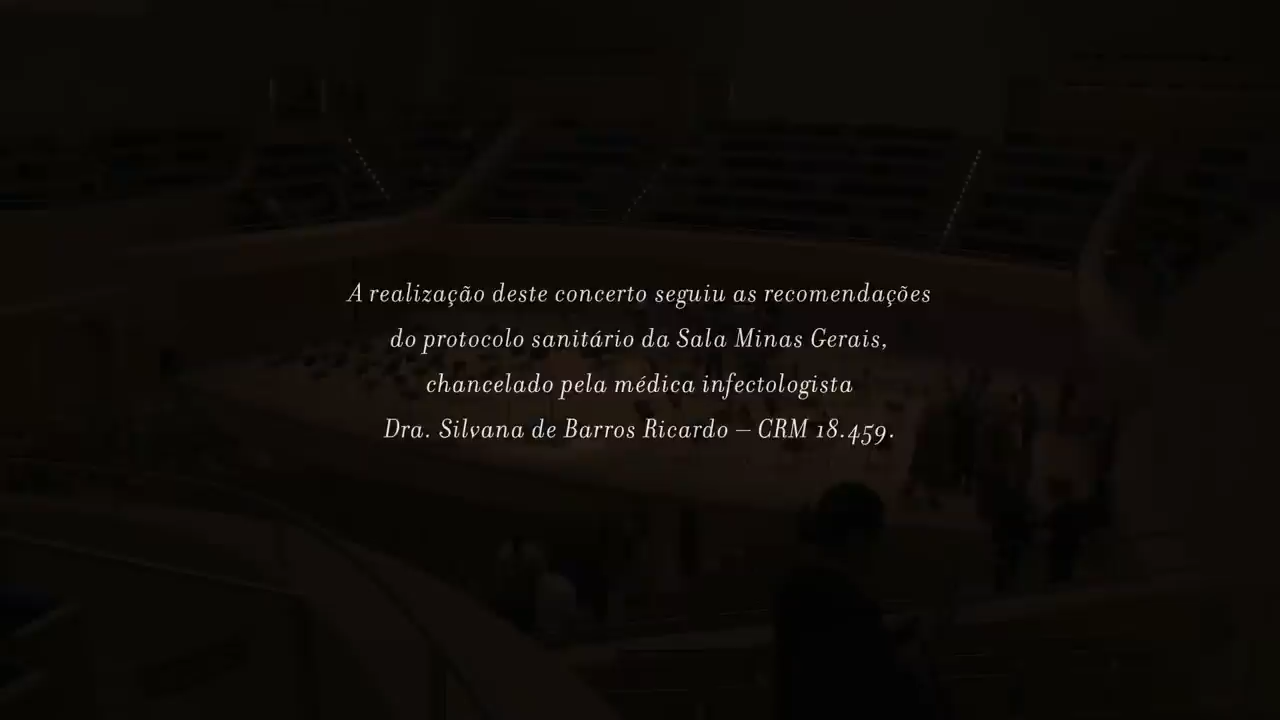 A realização deste concerto seguiu as recomendações
do protocolo sanitário da Sala Minas Gerais,
chancelado pela médica infectologista
Dra. Silvana de Barros Ricardo – CRM 18.459.